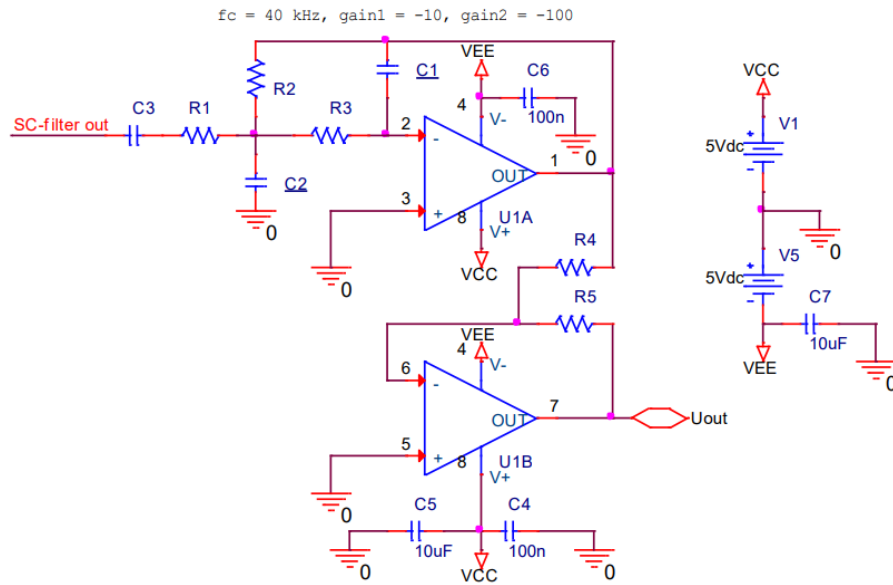 fc = 40 kHz, gain1 = -10, gain2 = -100
VEE
VCC
C1
C6
R2
4
V-
100n
V1
C3
R1
R3
5Vdc
+
-
SC-filter out
2
-
0
1
OUT
C2
3
+
8
U1A
V+
0
0
V5
0
VCC
R4
5Vdc
+
-
0
R5
C7
VEE
4
V-
10uF
VEE
6
-
0
7
OUT
Uout
5
+
8
U1B
V+
0
C5
C4
10uF
100n
0
VCC
0